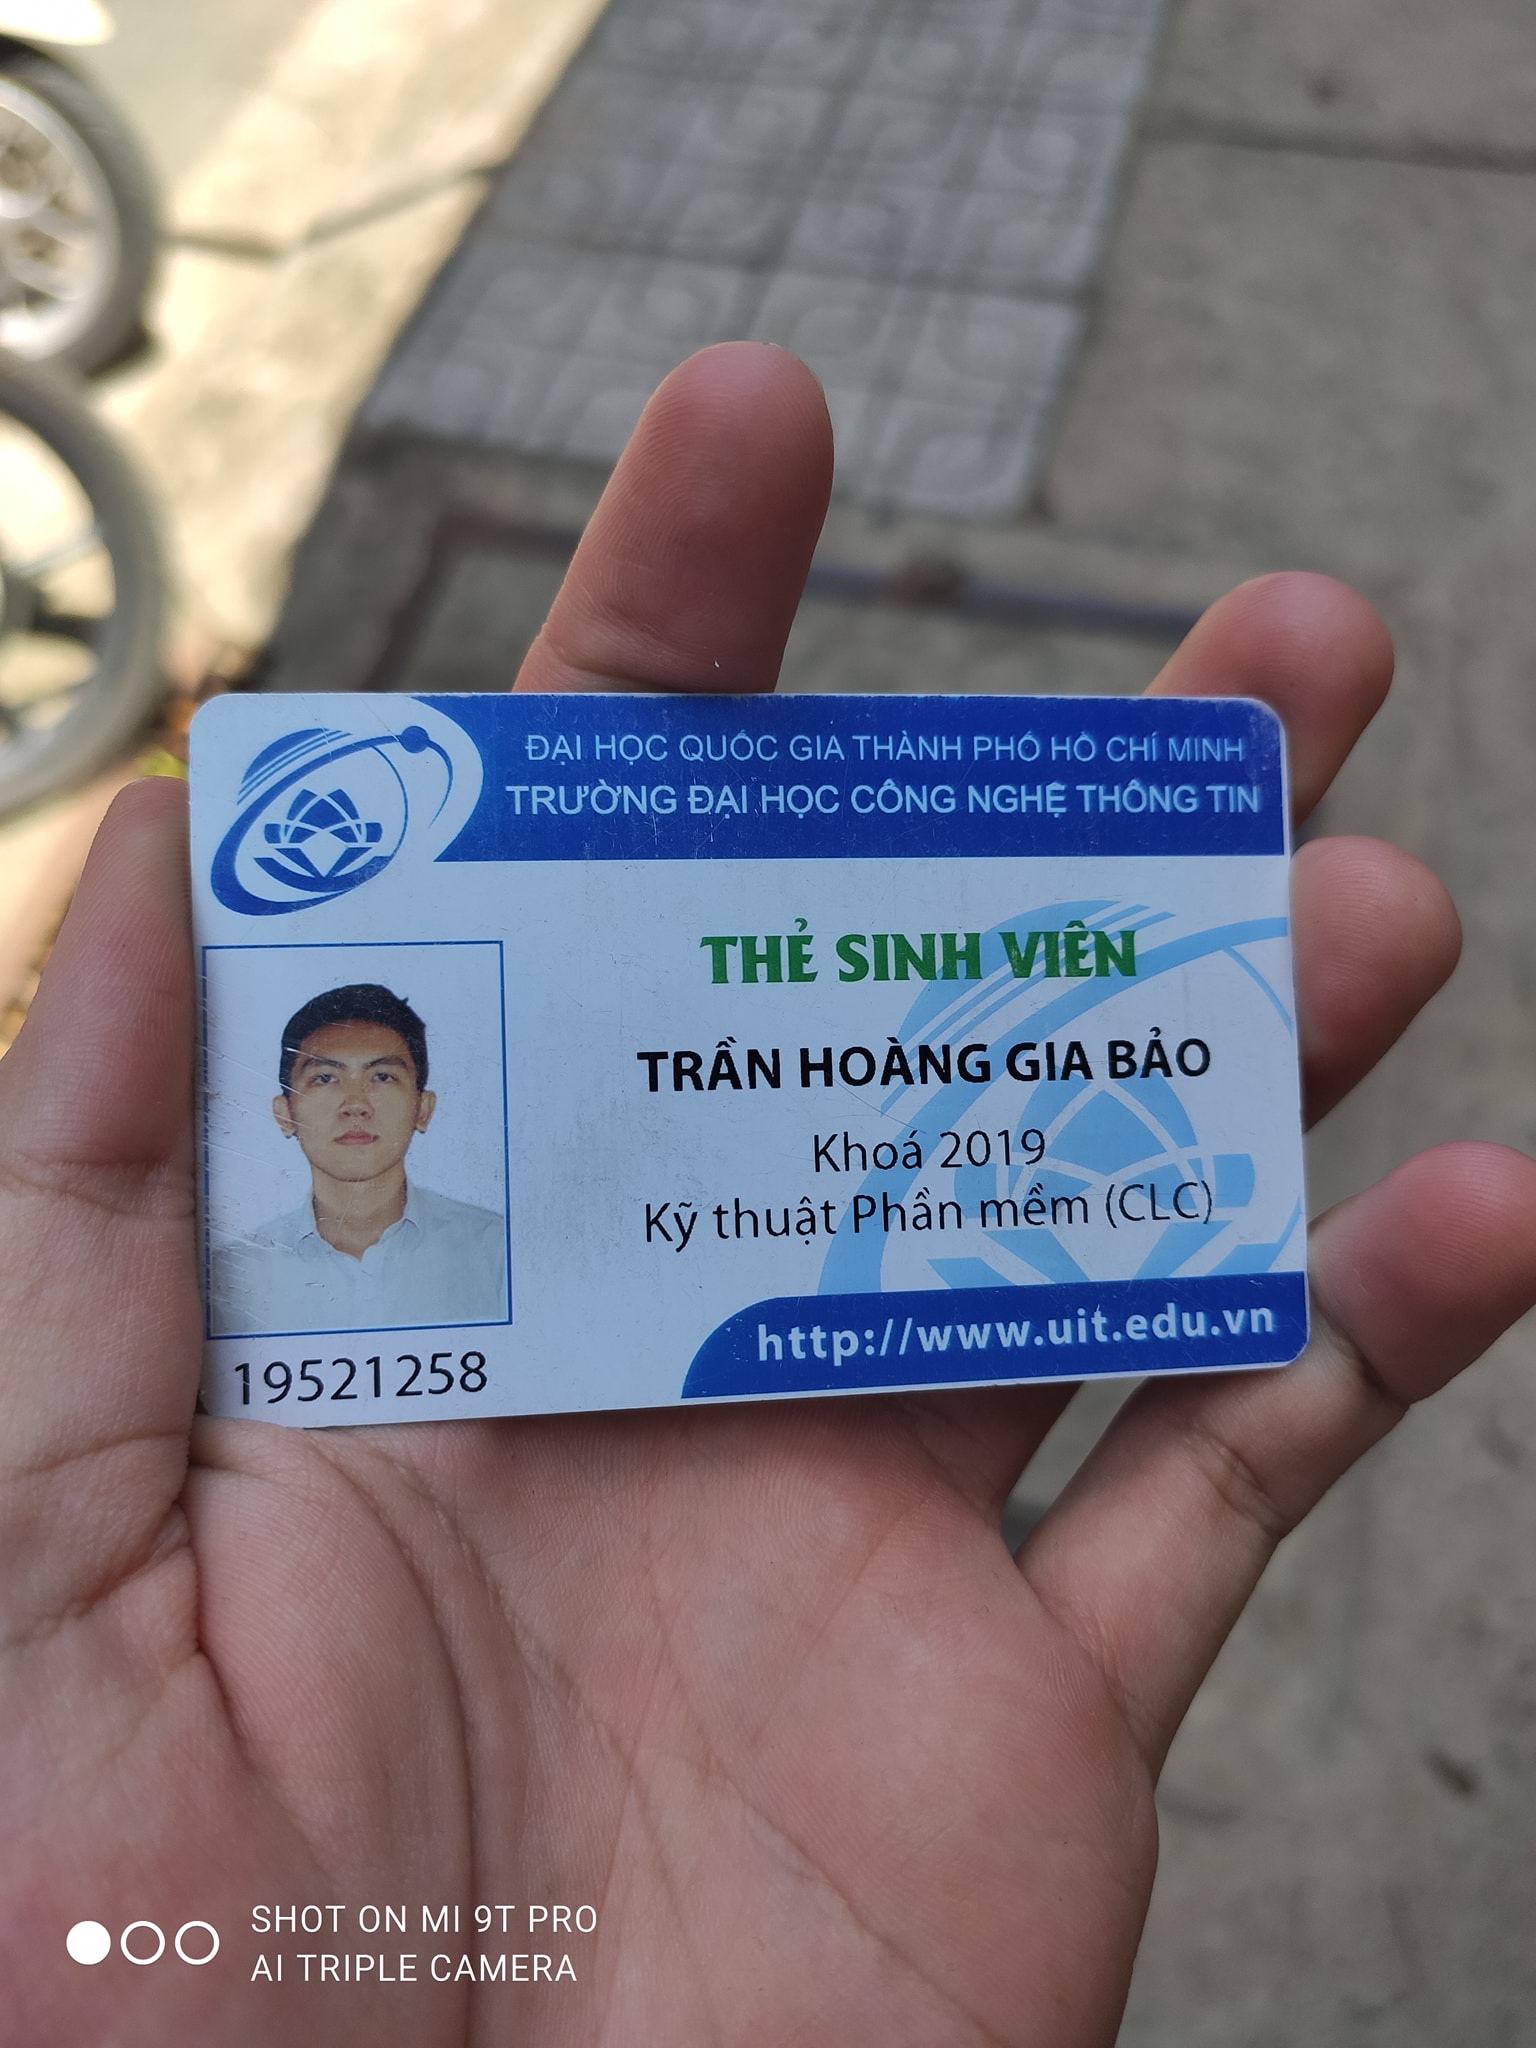 ĐẠI HỌC QUỐC GIA THÀNH PHỐ HỒ CHÍ MINH
TRƯỜNG ĐẠI HỌC CÔNG NGHỆ THÔNG TIN
THẺ SINH VIÊN
TRẦN HOÀNG GIA BẢO
Khoá 2019
Kỹ thuật Phần mềm (CLC)
19521258
http://www.uit.edu.vn
SHOT ON MI 9T PRO
AI TRIPLE CAMERA